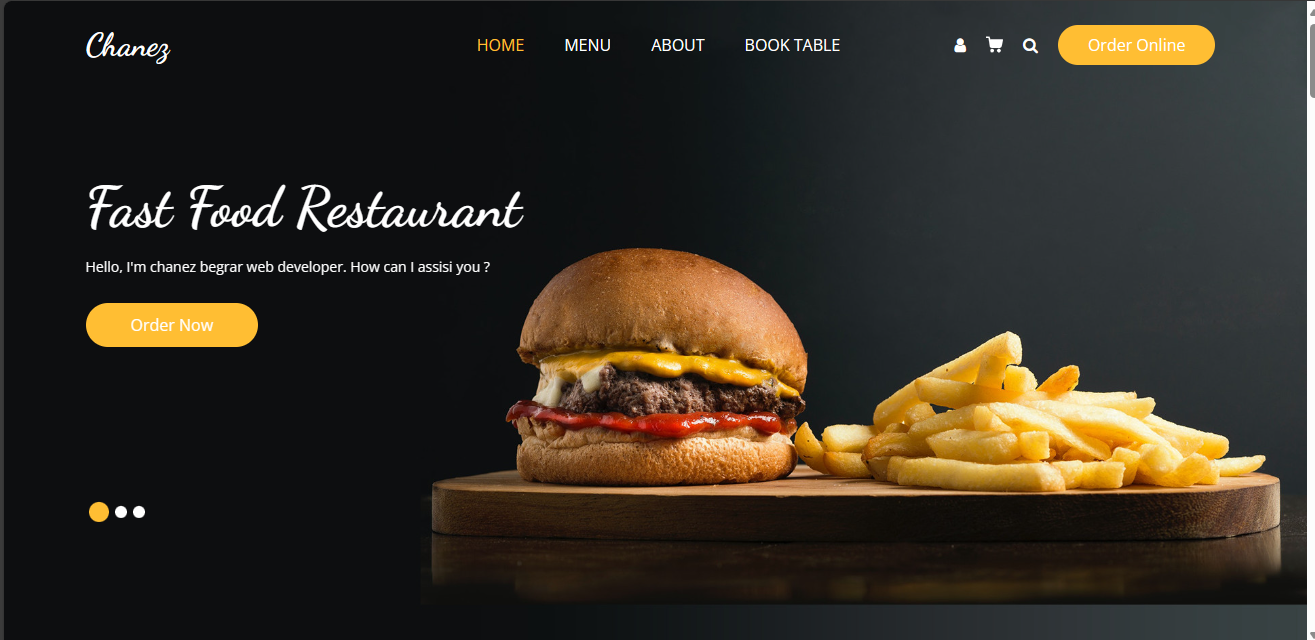 Chanez
HOME MENU ABOUT BOOK TABLE Order Online
Fast Food Restaurant
Hello, I'm chanez begrar web developer. How can I assisi you ?
Order Now